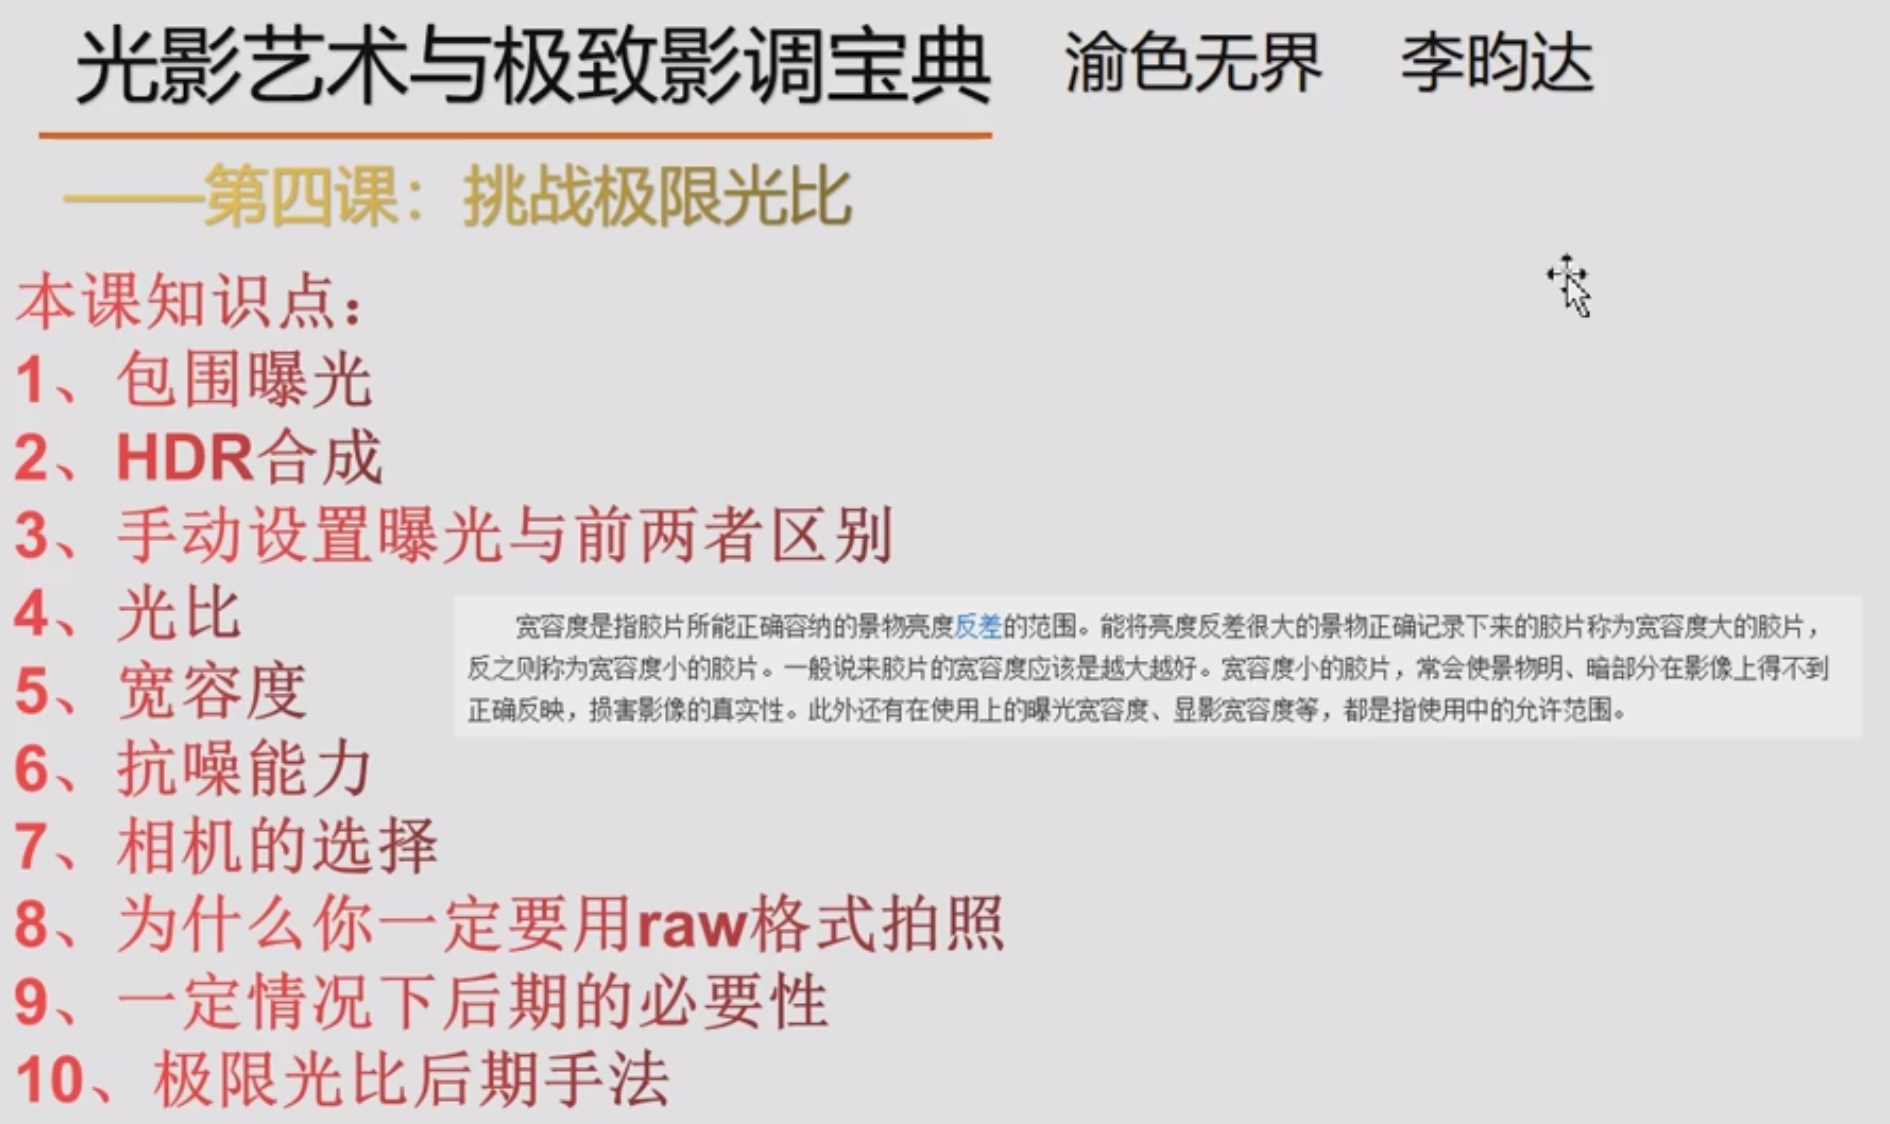 光影艺术与极致影调宝典 渝色无界 李昀达
——第四课：挑战极限光比
本课知识点：
1、包围曝光
2、HDR合成
3、手动设置曝光与前两者区别
4、光比
5、宽容度
宽容度是指胶片所能正确容纳的景物亮度反差的范围。能将亮度反差很大的景物正确记录下来的胶片称为宽容度大的胶片，
反之则称为宽容度小的胶片。一般说来胶片的宽容度应该是越大越好。宽容度小的胶片，常会使景物明、暗部分在影像上得不到
正确反映，损害影像的真实性。此外还有在使用上的曝光宽容度、显影宽容度等，都是指使用中的允许范围。
6、抗噪能力
7、相机的选择
8、为什么你一定要用raw格式拍照
9、一定情况下后期的必要性
10、极限光比后期手法